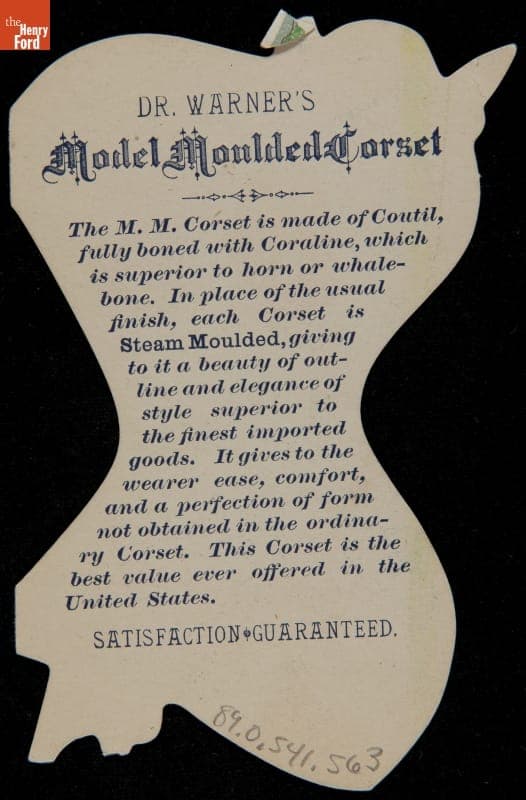 the
Henry
Ford
DR. WARNER'S
Model Moulded Corset
The M. M. Corset is made of Coutil,
fully boned with Coraline, which
is superior to horn or whale-
bone. In place of the usual
finish, each Corset is
Steam Moulded, giving
to it a beauty of out-
line and elegance of
style superior to
the finest imported
goods. It gives to the
wearer ease, comfort,
and a perfection of form
not obtained in the ordina-
ry Corset. This Corset is the
best value ever offered in the
United States.
SATISFACTION GUARANTEED.
89.0.541.563